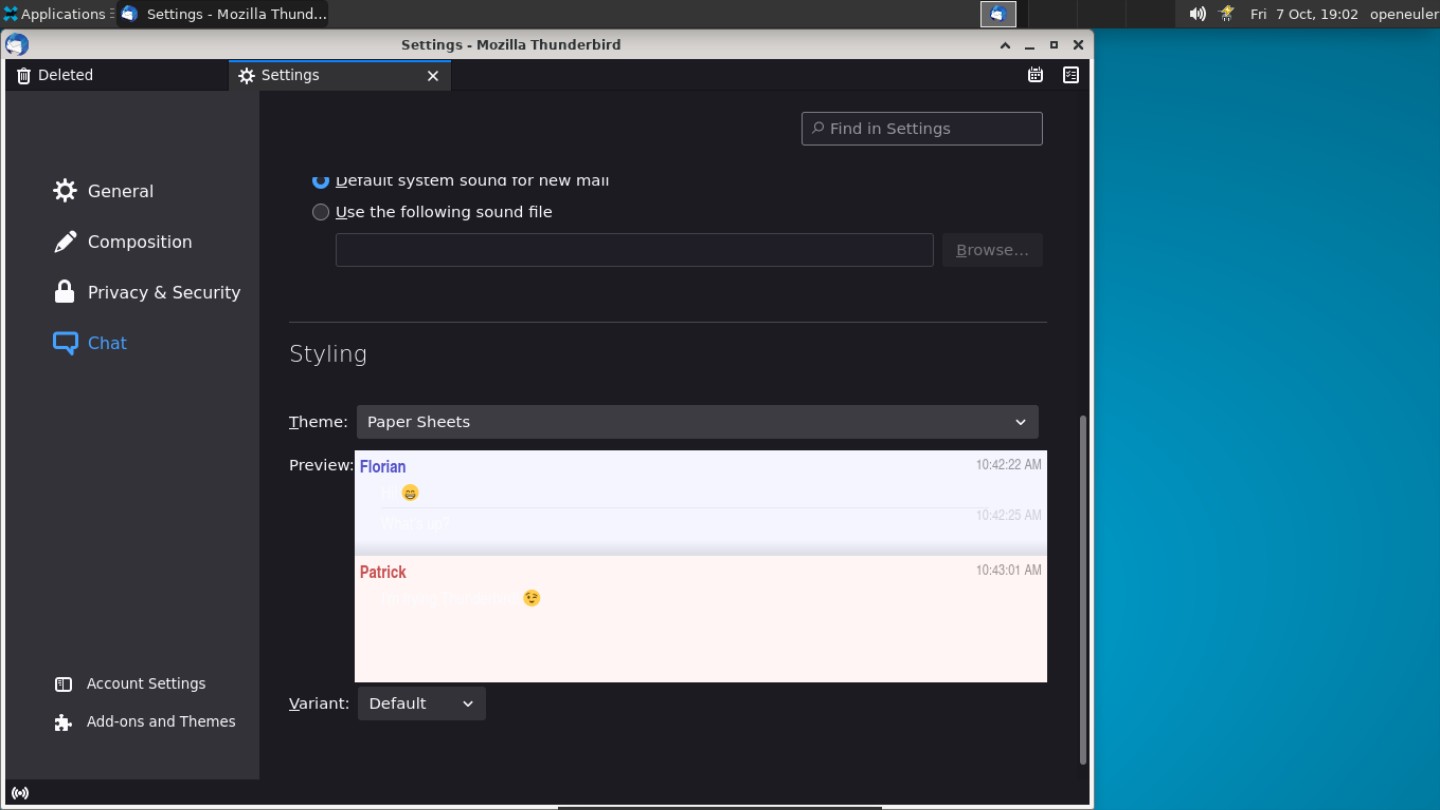 Applications
Settings - Mozilla Thund...
Fri 7 Oct, 19:02 openeuler
Settings - Mozilla Thunderbird
Deleted
Settings
Find in Settings
Default system sound for new mail
General
Use the following sound file
Composition
Browse...
Privacy & Security
Chat
Styling
Theme: Paper Sheets
Preview: Florian 10:42:22 AM
What's up? 10:42:25 AM
Patrick 10:43:01 AM
Account Settings
Variant: Default
Add-ons and Themes